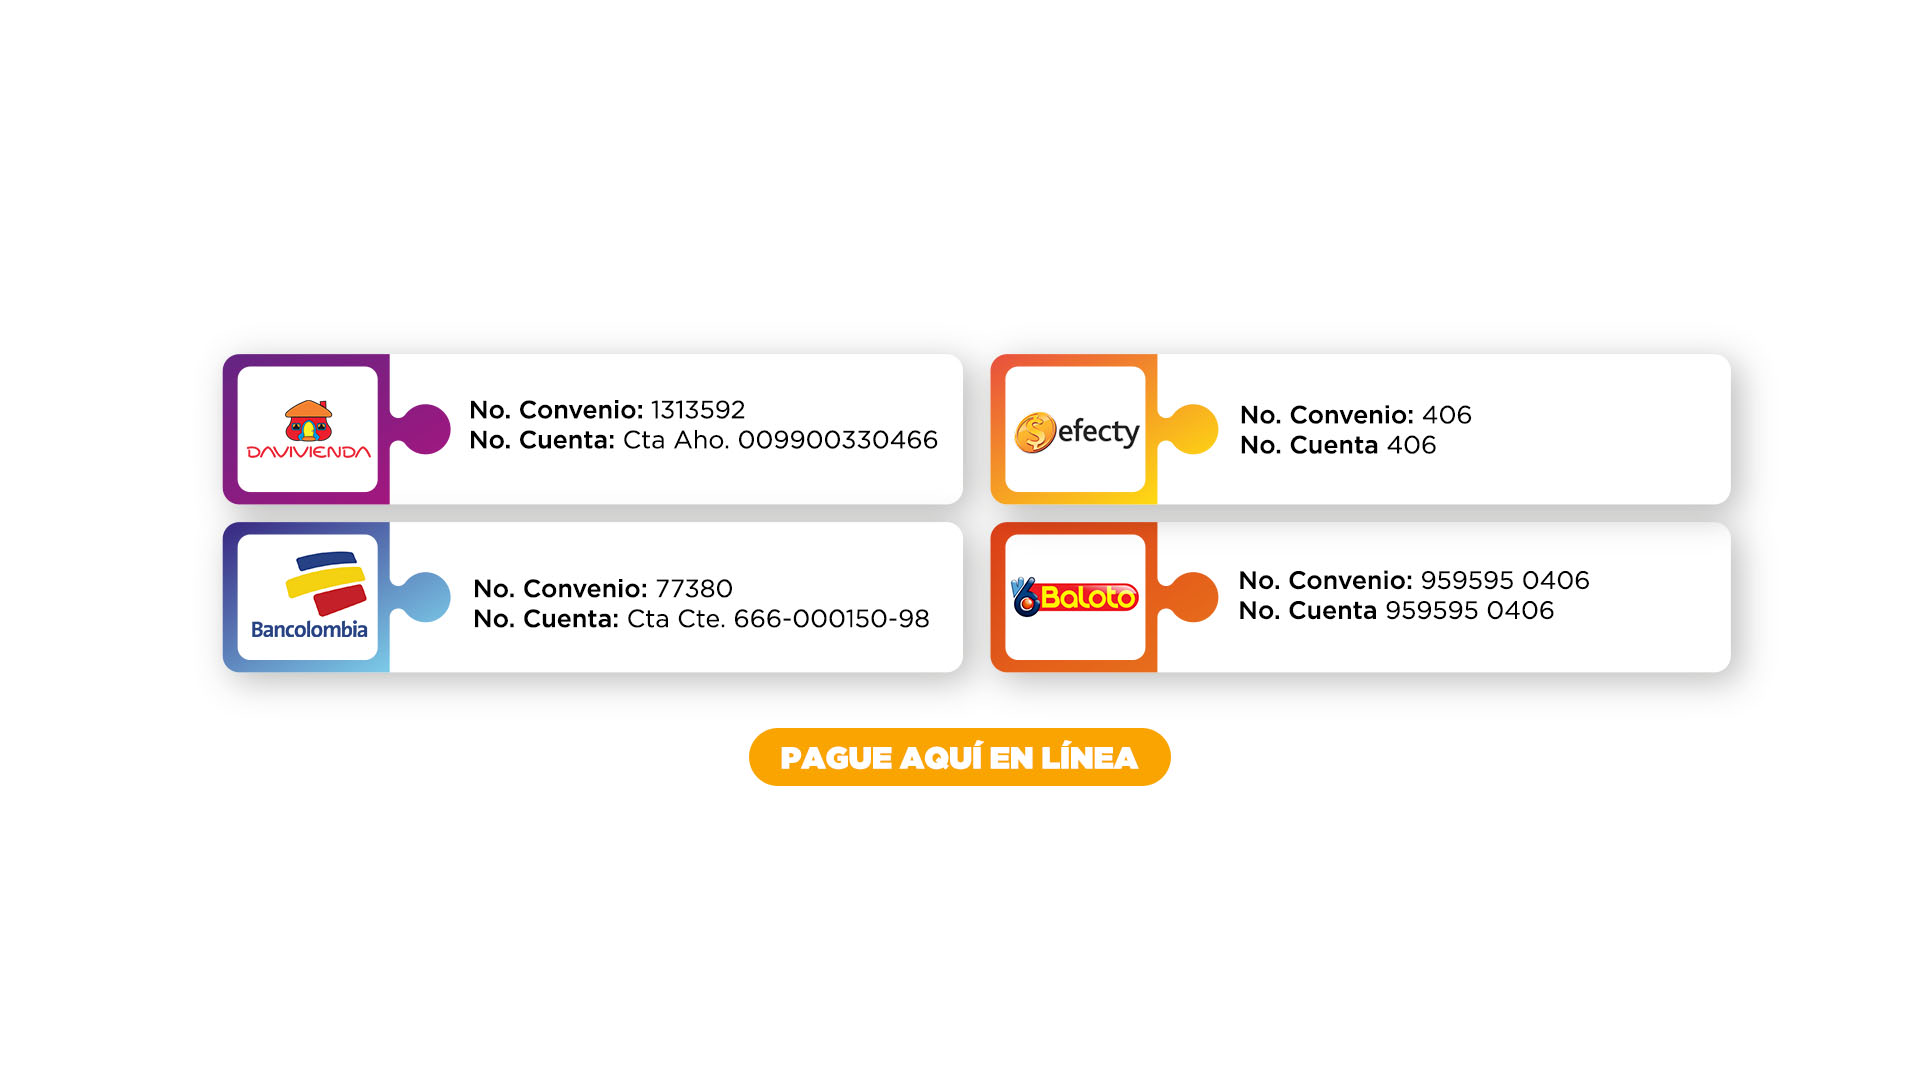 DAVIVIENDA
No. Convenio: 1313592
No. Cuenta: Cta Aho. 009900330466
efecty
No. Convenio: 406
No. Cuenta 406
Bancolombia
No. Convenio: 77380
No. Cuenta: Cta Cte. 666-000150-98
Baloto
No. Convenio: 959595 0406
No. Cuenta 959595 0406
PAGUE AQUÍ EN LÍNEA